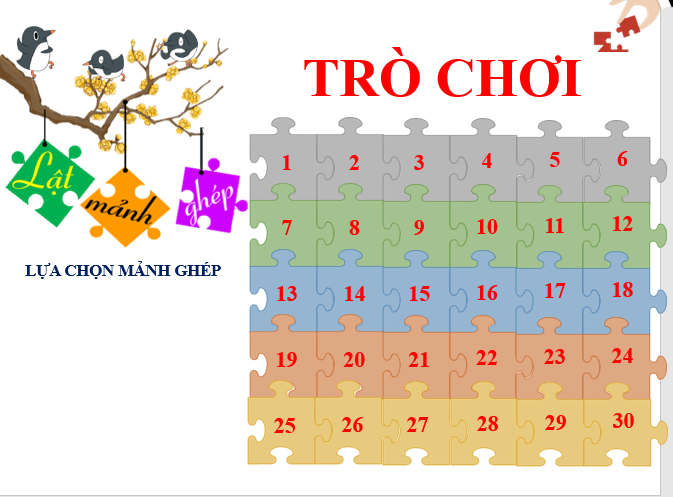 TRÒ CHƠI
Lật
mảnh
ghép
LỰA CHỌN MẢNH GHÉP
1 2 3 4 5 6
7 8 9 10 11 12
13 14 15 16 17 18
19 20 21 22 23 24
25 26 27 28 29 30